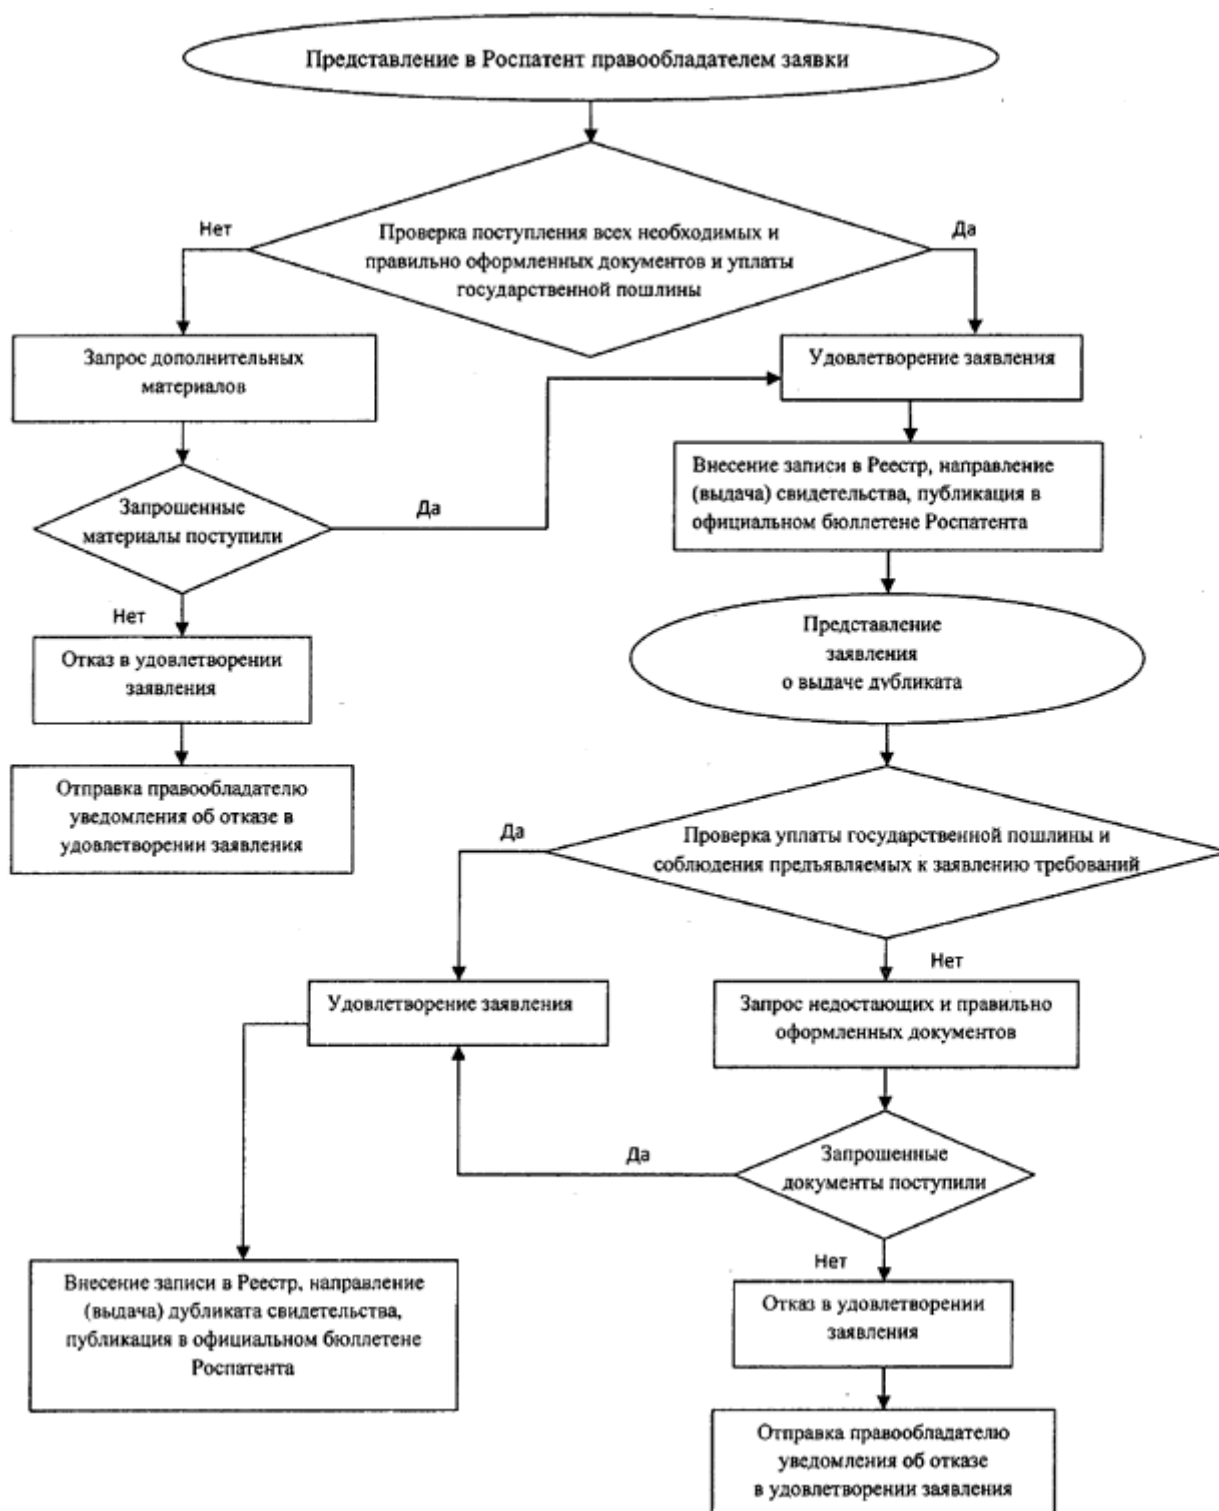 Представление в Роспатент правообладателем заявки
Нет
Да
Проверка поступления всех необходимых и
правильно оформленных документов и уплаты
государственной пошлины
Запрос дополнительных
материалов
Удовлетворение заявления
Внесение записи в Реестр, направление
(выдача) свидетельства, публикация в
официальном бюллетене Роспатента
Запрошенные
материалы поступили
Да
Нет
Отказ в удовлетворении
заявления
Представление
заявления
о выдаче дубликата
Отправка правообладателю
уведомления об отказе в
удовлетворении заявления
Да
Проверка уплаты государственной пошлины и
соблюдения предъявляемых к заявлению требований
Нет
Удовлетворение заявления
Запрос недостающих и правильно
оформленных документов
Да
Запрошенные
документы поступили
Нет
Внесение записи в Реестр, направление
(выдача) дубликата свидетельства,
публикация в официальном бюллетене
Роспатента
Отказ в удовлетворении
заявления
Отправка правообладателю
уведомления об отказе
в удовлетворении заявления